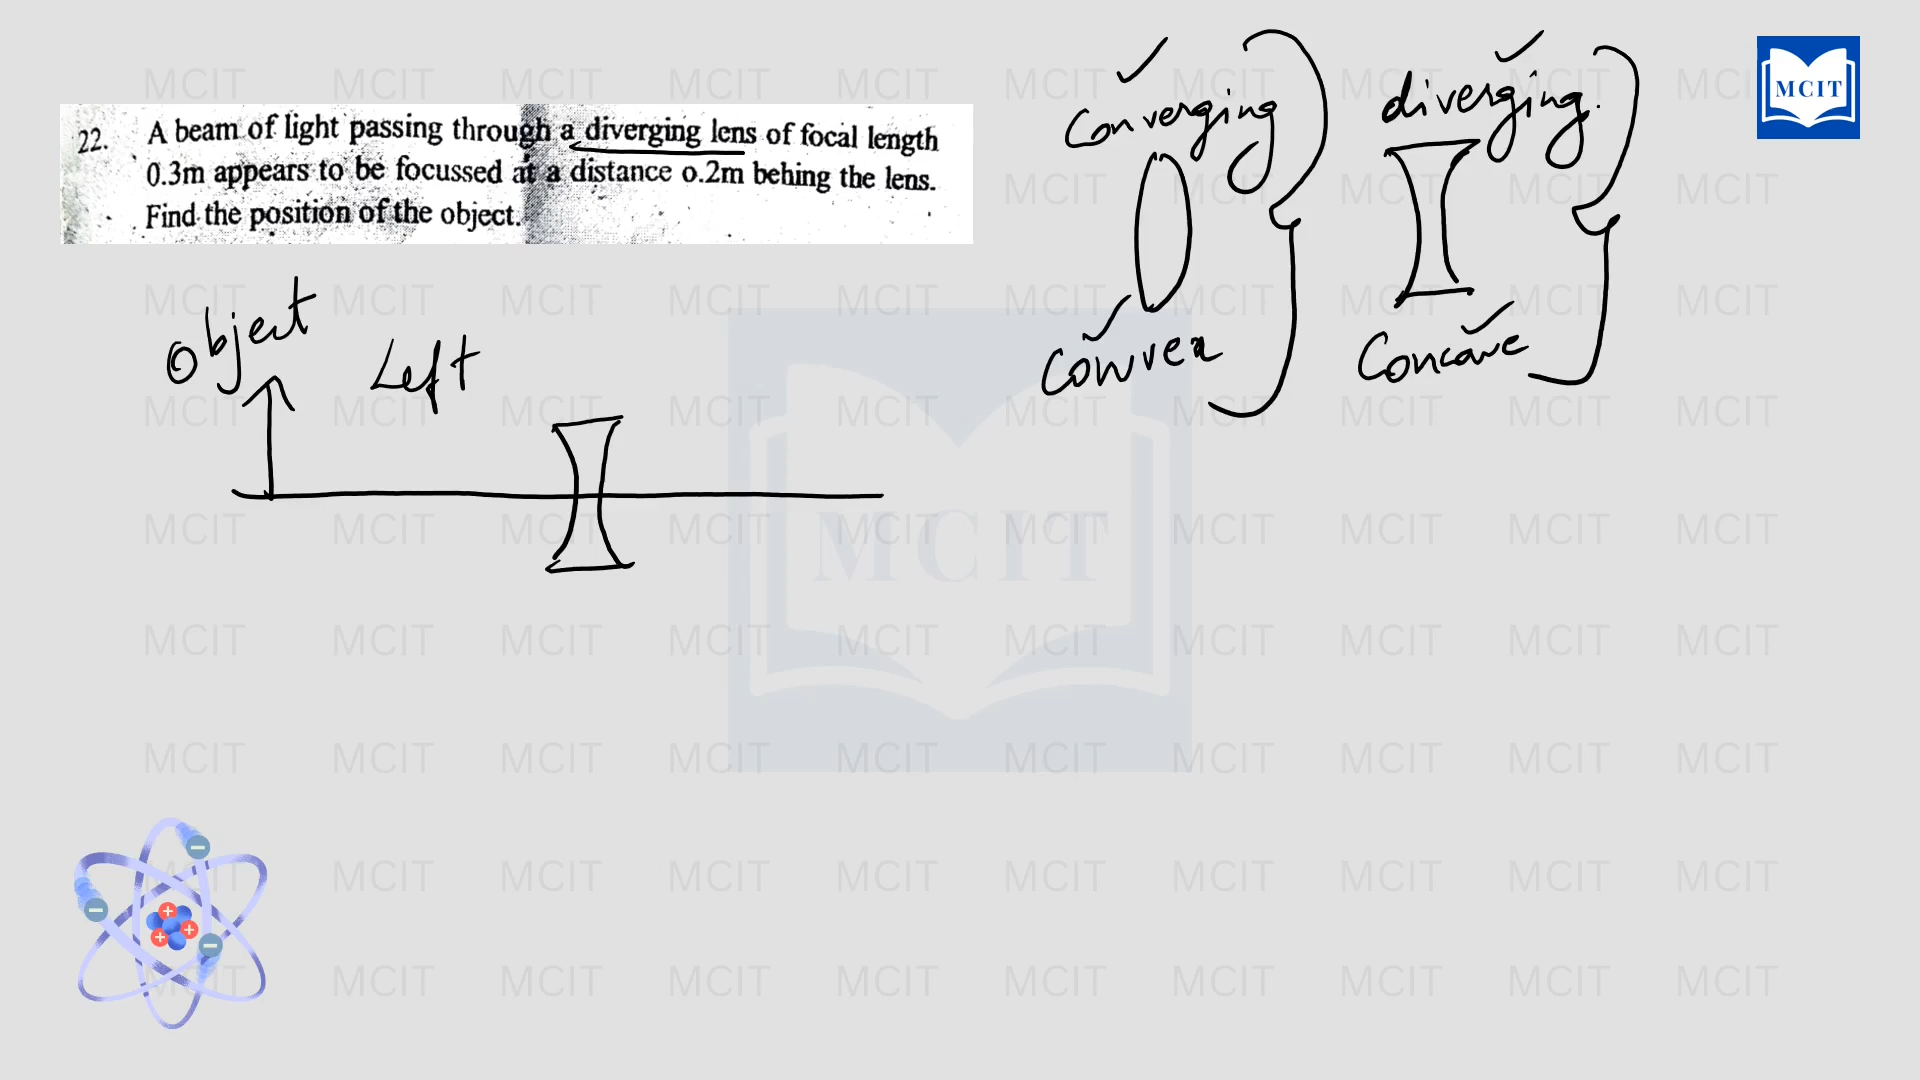 22. A beam of light passing through a diverging lens of focal length
0.3m appears to be focussed at a distance o.2m behing the lens.
Find the position of the object.
Converging
Convex
diverging.
Concave
MCIT
Object
Left
MCIT